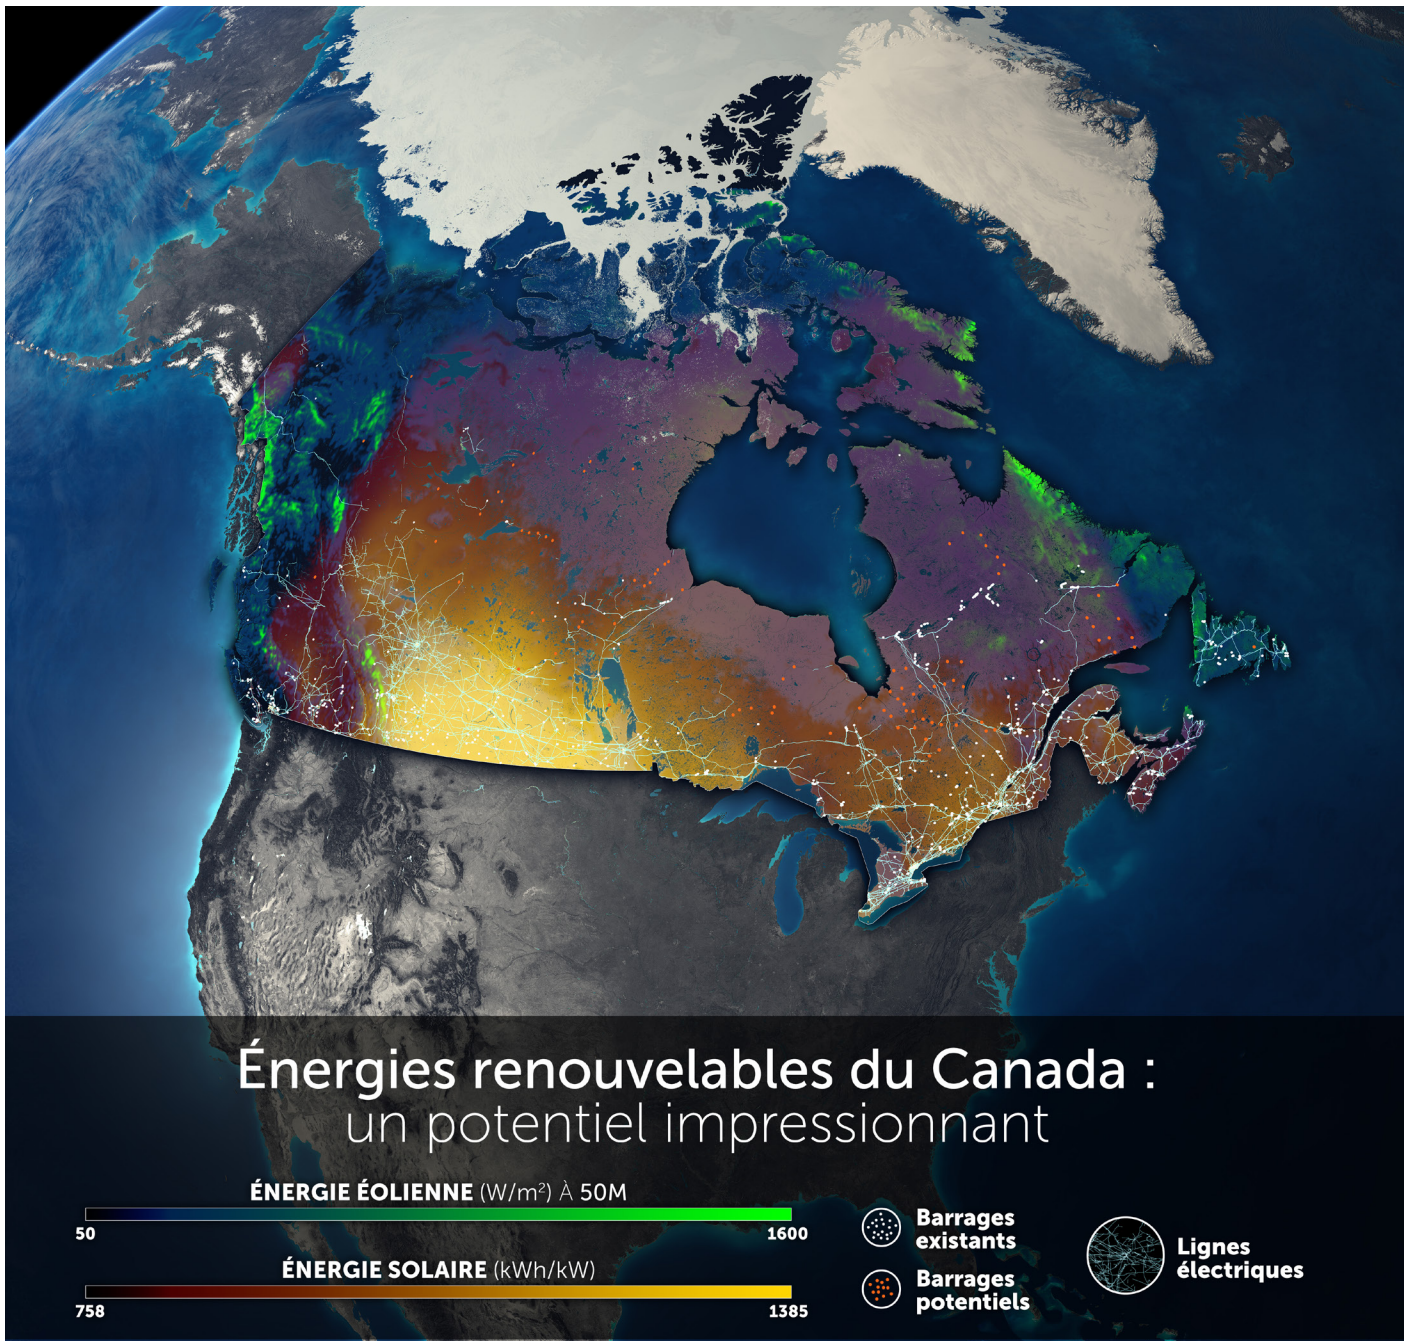 Énergies renouvelables du Canada :
un potentiel impressionnant
ÉNERGIE ÉOLIENNE (W/m²) À 50M
50
1600
ÉNERGIE SOLAIRE (kWh/kW)
758
1385
Barrages
existants
Barrages
potentiels
Lignes
électriques